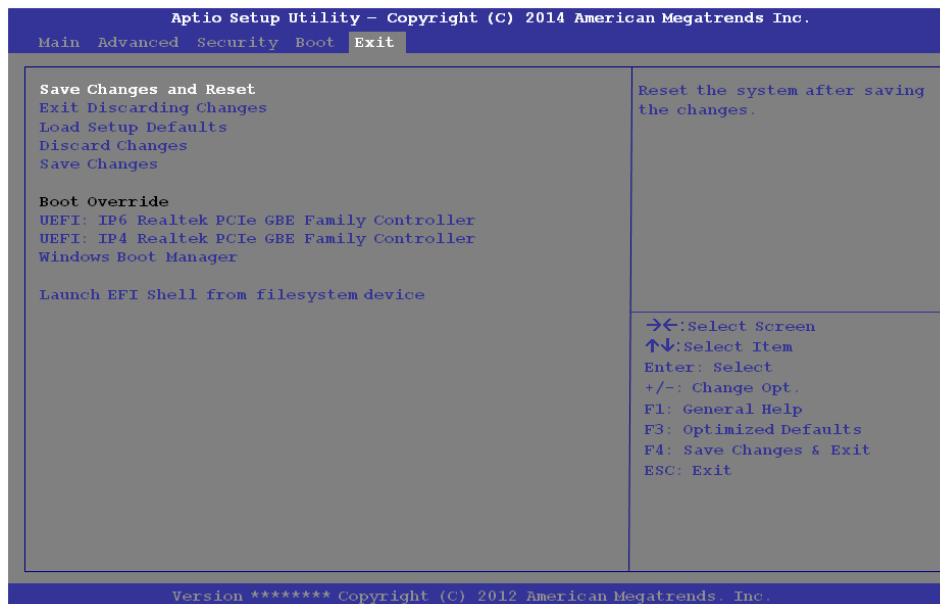 Aptio Setup Utility – Copyright (C) 2014 American Megatrends Inc.
Main Advanced Security Boot Exit
Save Changes and Reset
Exit Discarding Changes
Load Setup Defaults
Discard Changes
Save Changes
Boot Override
UEFI: IP6 Realtek PCIe GBE Family Controller
UEFI: IP4 Realtek PCIe GBE Family Controller
Windows Boot Manager
Launch EFI Shell from filesystem device
Reset the system after saving
the changes.
→←:Select Screen
↑↓:Select Item
Enter: Select
+/-: Change Opt.
F1: General Help
F3: Optimized Defaults
F4: Save Changes & Exit
ESC: Exit
Version ******** Copyright (C) 2012 American Megatrends. Inc.